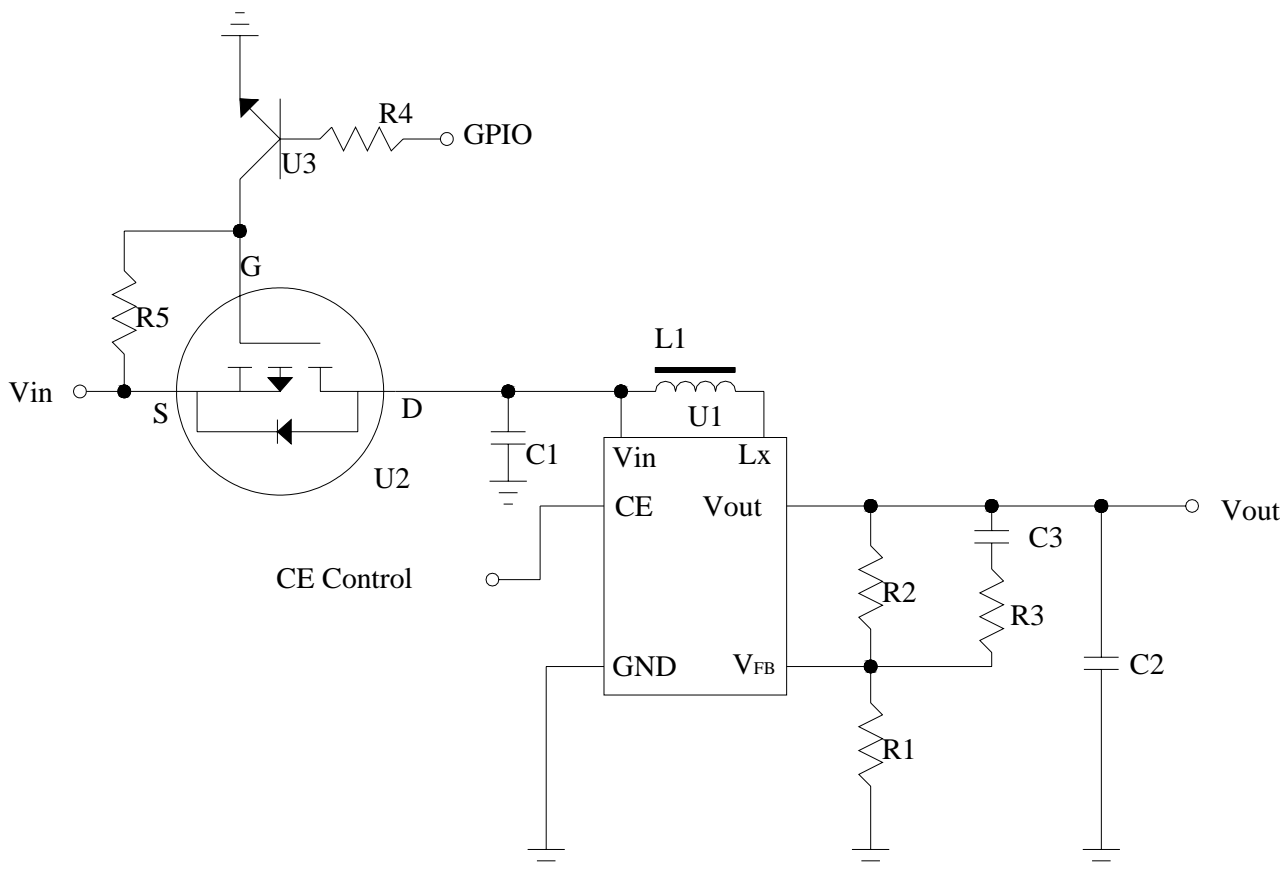 R4
GPIO
U3
G
R5
L1
Vin
S
D
U1
C1
Vin
Lx
U2
CE
Vout
Vout
C3
CE Control
R2
R3
GND
VFB
C2
R1